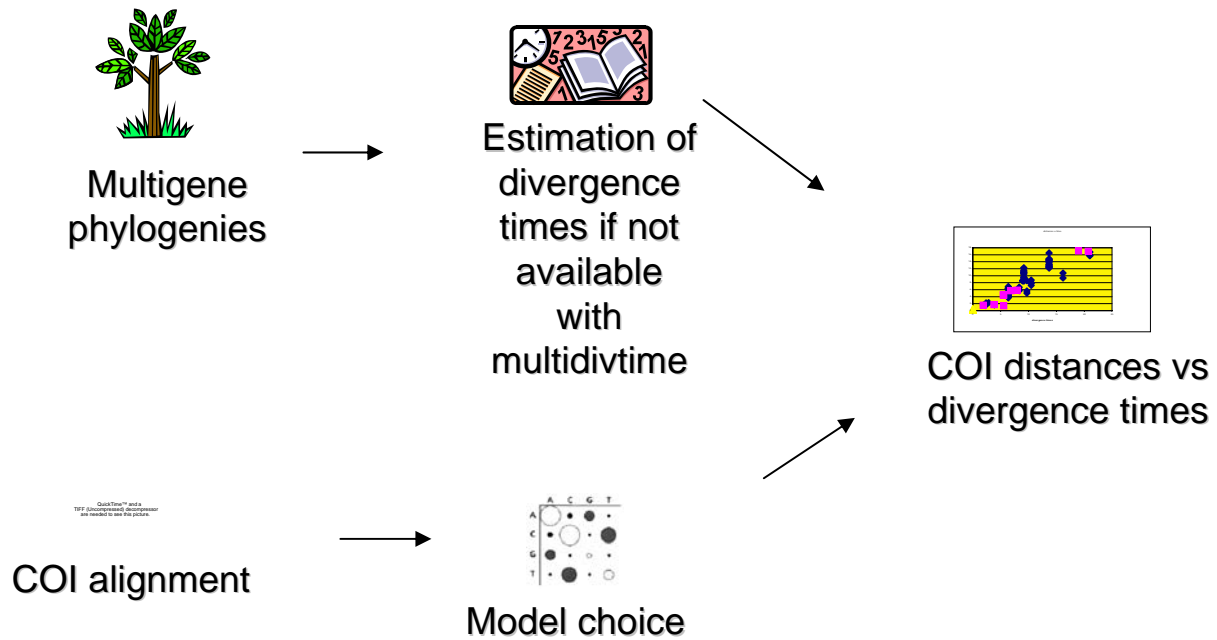 Multigene
phylogenies
Estimation of
divergence
times if not
available
with
multidivtime
COI distances vs
divergence times
QuickTime™ and a
TIFF (Uncompressed) decompressor
are needed to see this picture.
COI alignment
A C G T
A
C
G
T
Model choice